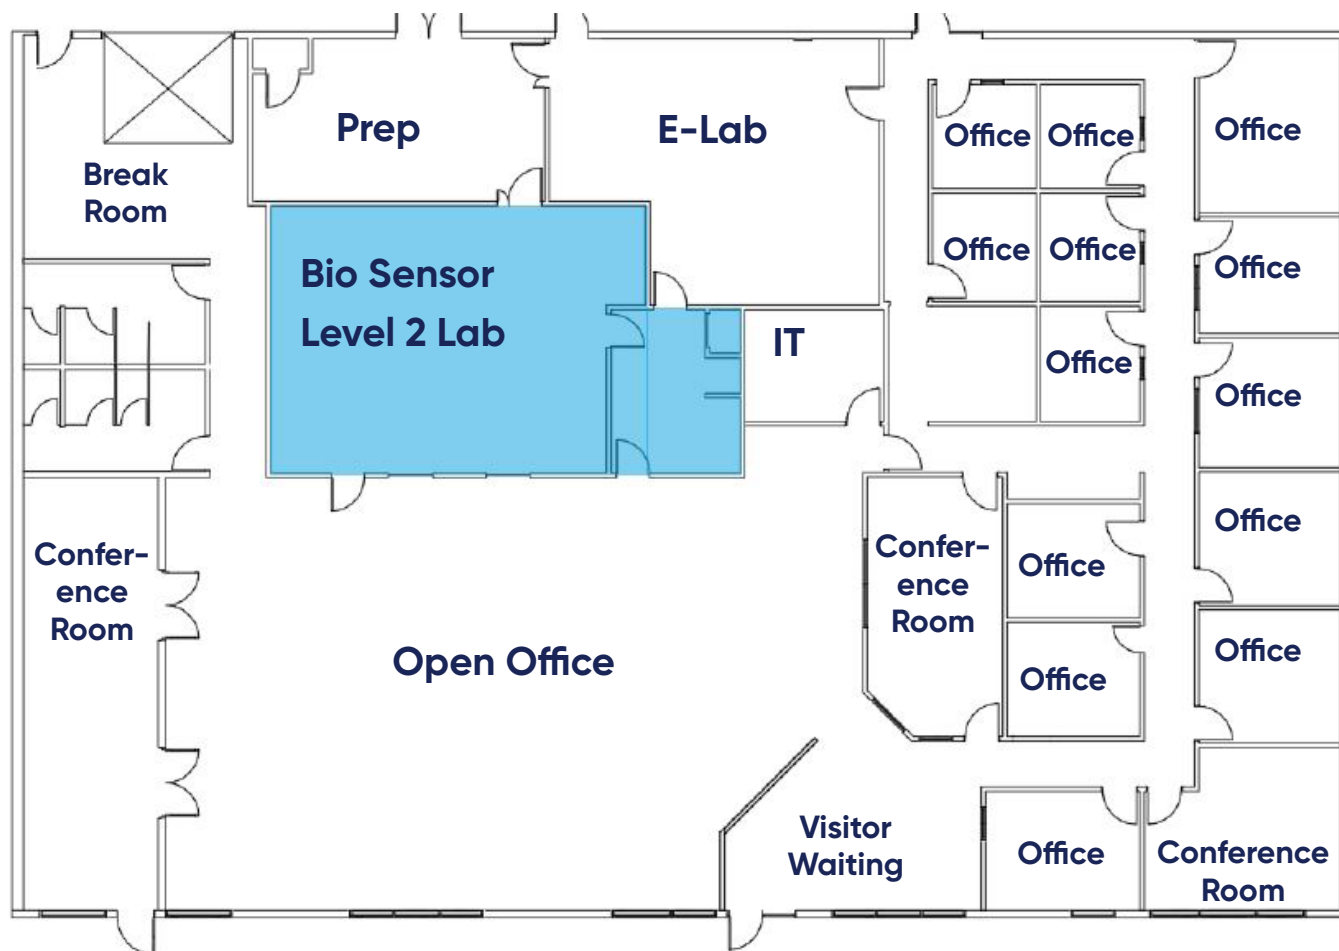 Prep
E-Lab
Office
Office
Office
Break
Room
Office
Office
Office
Bio Sensor
Level 2 Lab
IT
Office
Office
Confer-
ence
Room
Confer-
ence
Room
Office
Office
Open Office
Office
Office
Visitor
Waiting
Office
Conference
Room